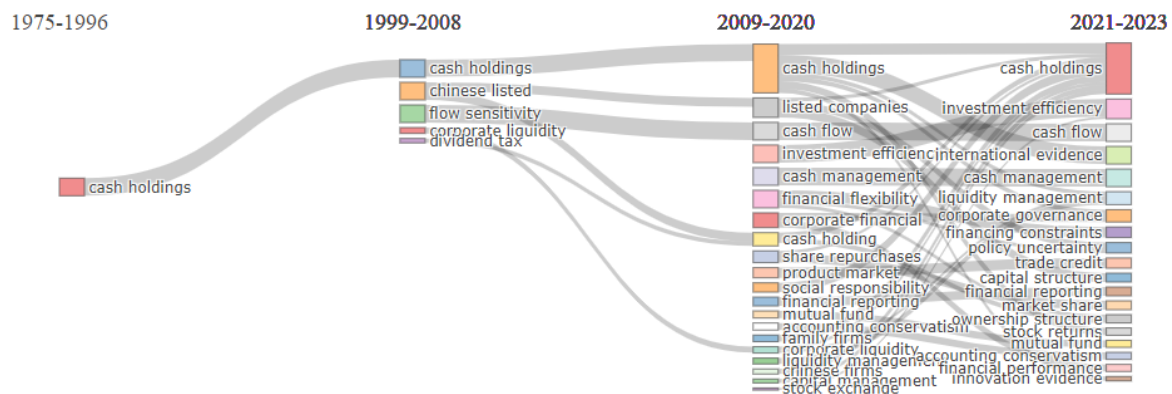 1975-1996
1999-2008
2009-2020
2021-2023
cash holdings
cash holdings
chinese listed
flow sensitivity
corporate liquidity
dividend tax
cash holdings
listed companies
cash flow
investment efficienc
cash management
financial flexibility
corporate financial
cash holding
share repurchases
product market
social responsibility
financial reporting
mutual fund
accounting conservatism
family firms
corporate liquidity
liquidity management
chinese firms
capital management
stock exchange
cash holdings
investment efficiency
cash flow
international evidence
cash management
liquidity management
corporate governance
financing constraints
policy uncertainty
trade credit
capital structure
financial reporting
market share
ownership structure
stock returns
mutual fund
accounting conservatism
financial performance
innovation evidence